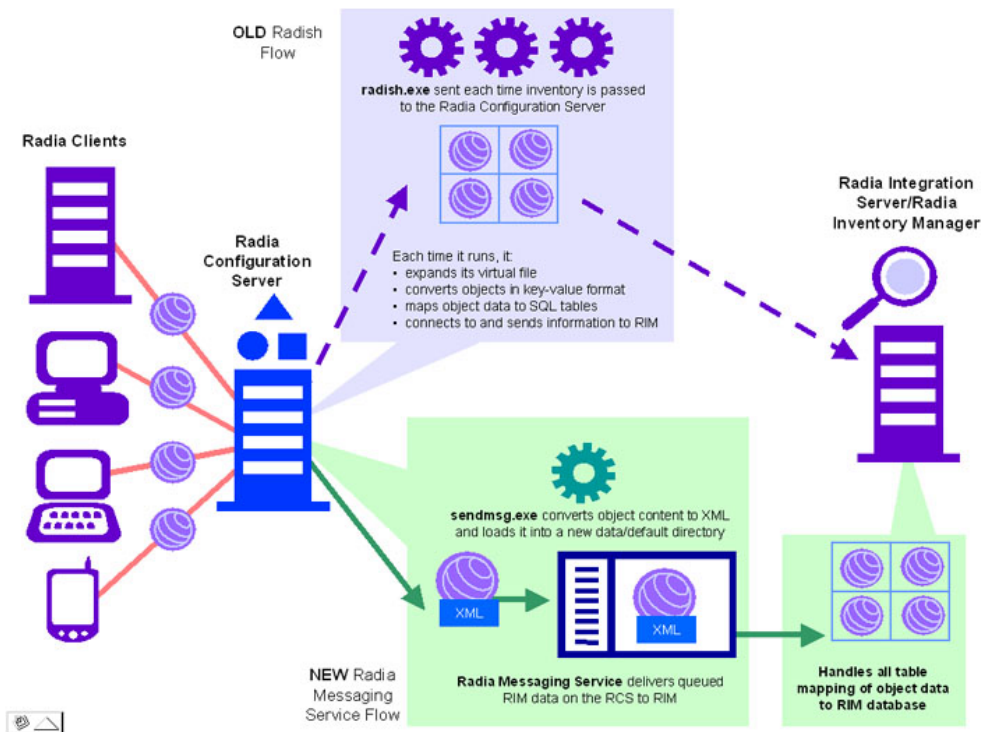 OLD Radish
Flow
radish.exe sent each time inventory is passed
to the Radia Configuration Server
Radia Clients
Radia Integration
Server/Radia
Inventory Manager
Radia
Configuration
Server
Each time it runs, it:
• expands its virtual file
• converts objects in key-value format
• maps object data to SQL tables
• connects to and sends information to RIM
sendmsg.exe converts object content to XML
and loads it into a new data/default directory
XML
XML
Radia Messaging Service delivers queued
RIM data on the RCS to RIM
NEW Radia
Messaging
Service Flow
Handles all table
mapping of object data
to RIM database